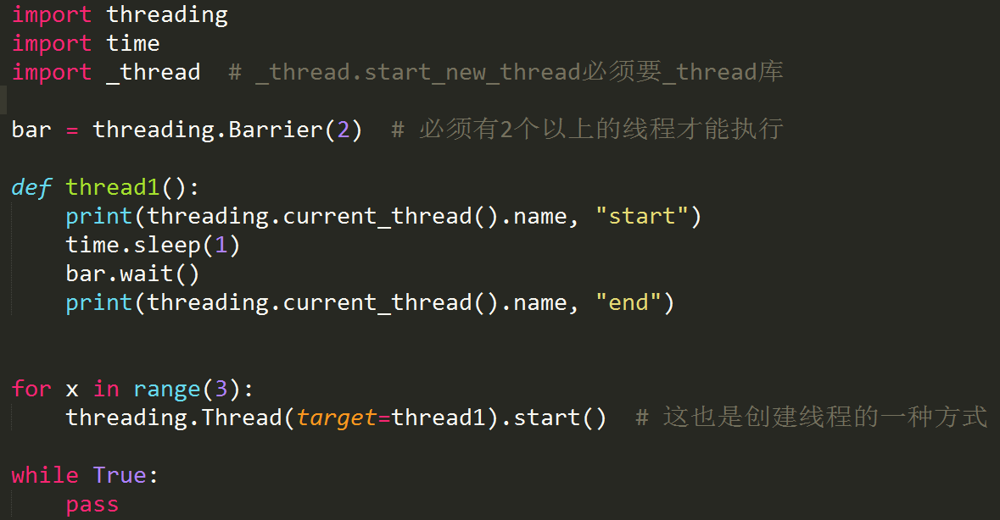 import threading
import time
import _thread  # _thread.start_new_thread必须要_thread库
bar = threading.Barrier(2)  # 必须有2个以上的线程才能执行
def thread1():
    print(threading.current_thread().name, "start")
    time.sleep(1)
    bar.wait()
    print(threading.current_thread().name, "end")
for x in range(3):
    threading.Thread(target=thread1).start()  # 这也是创建线程的一种方式
while True:
    pass